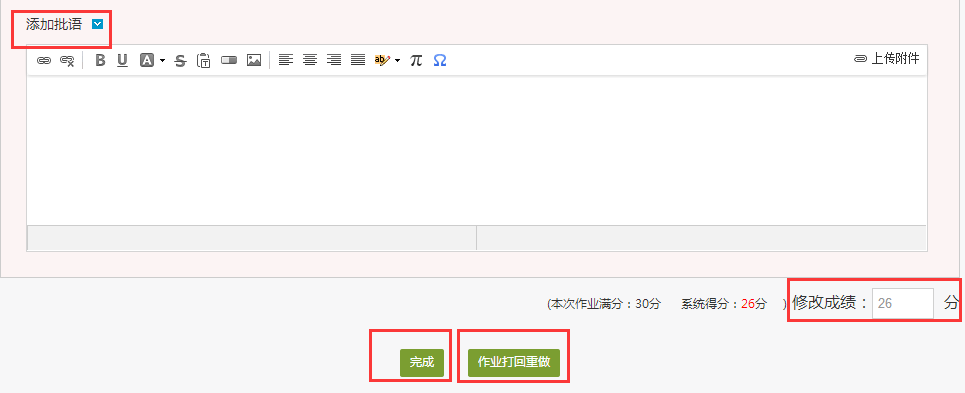 添加批语
B U A S ab π Ω 上传附件
(本次作业满分：30分 系统得分：26分 ) 修改成绩：26 分
完成 作业打回重做